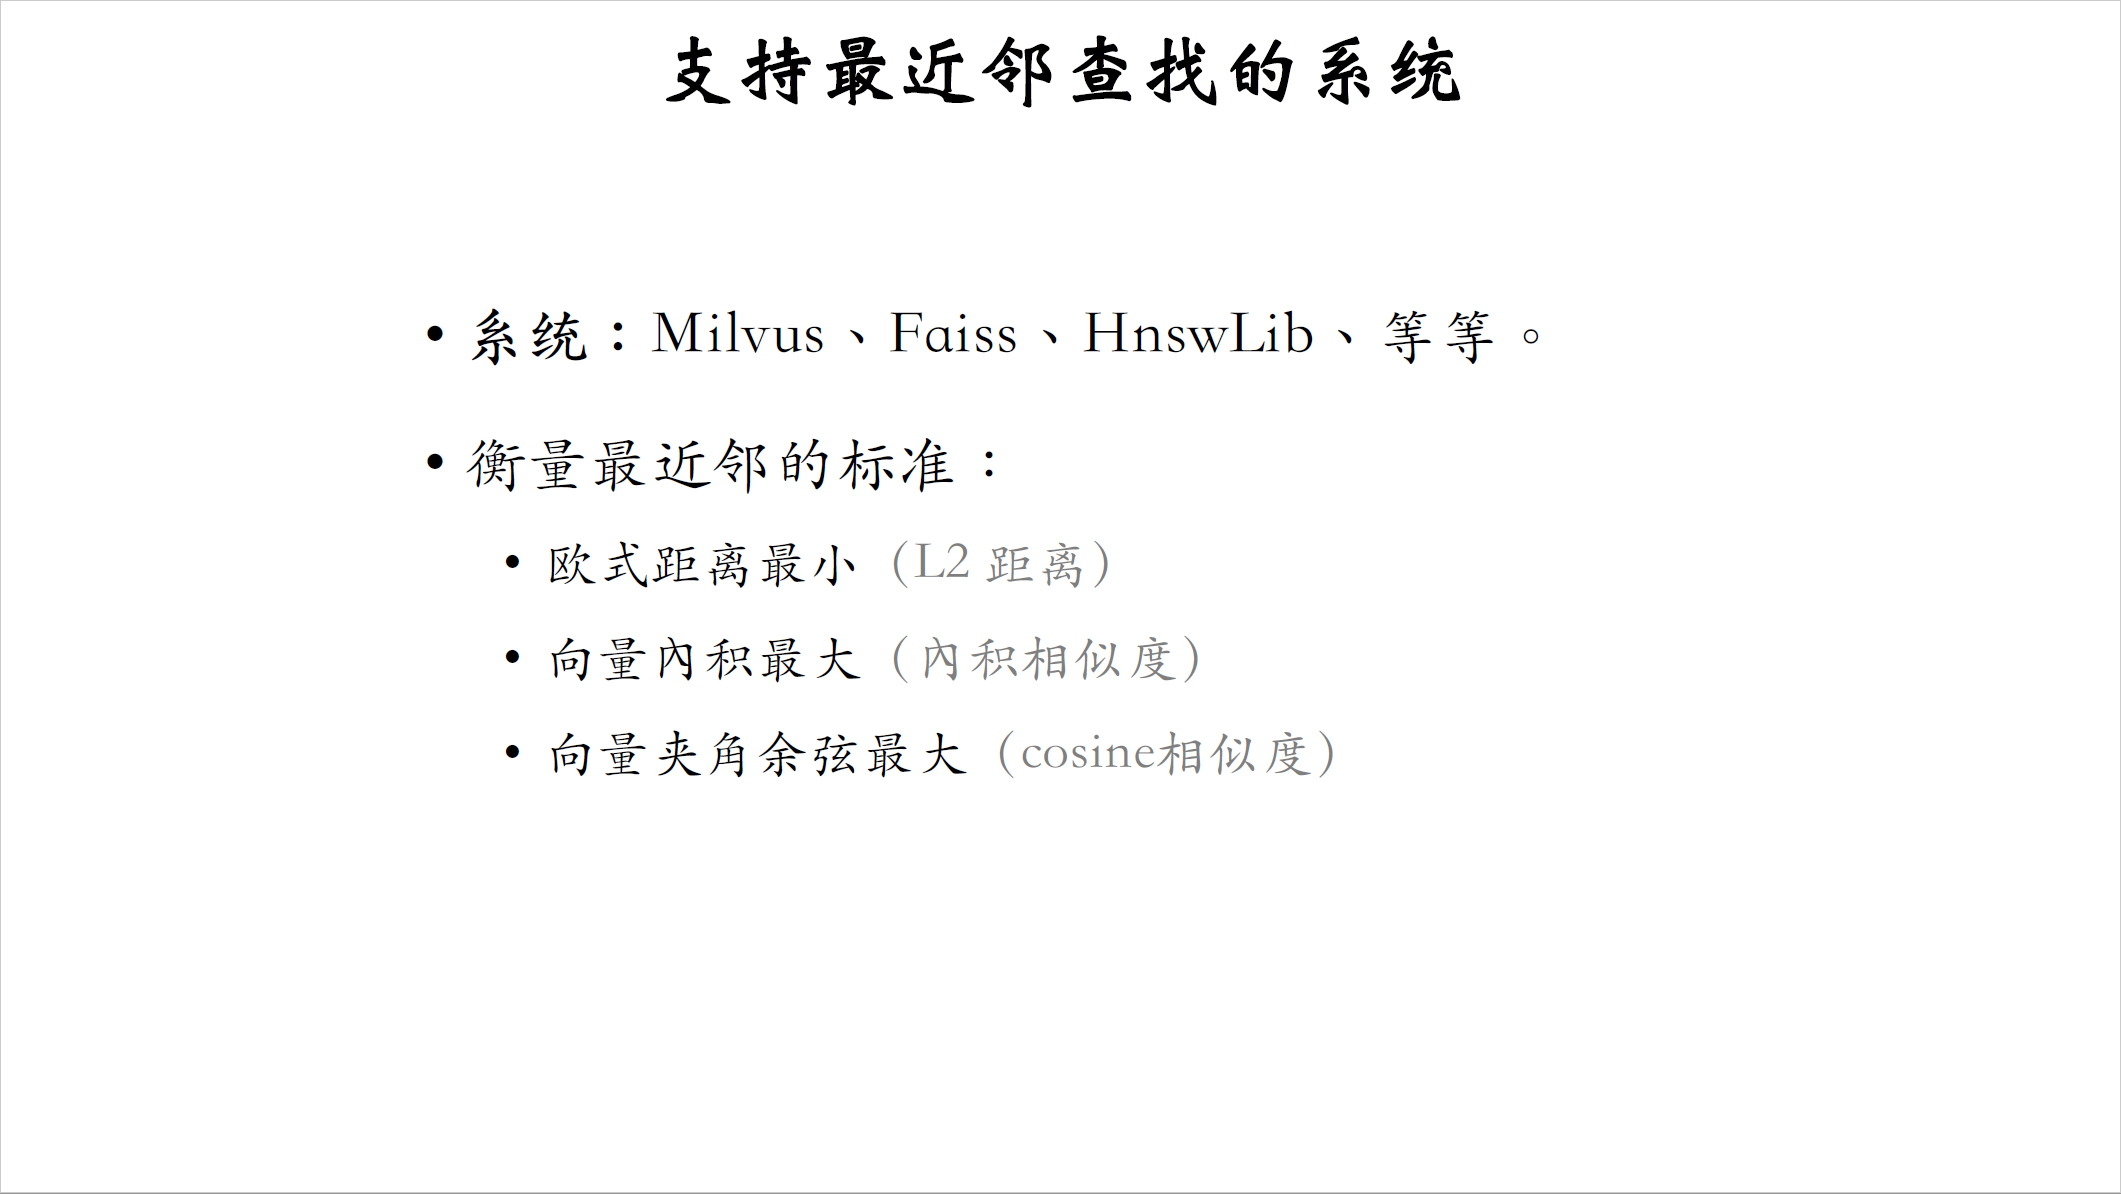 支持最近邻查找的系统
• 系统：Milvus、Faiss、HnswLib、等等。
• 衡量最近邻的标准：
• 欧式距离最小（L2 距离）
• 向量內积最大（內积相似度）
• 向量夹角余弦最大（cosine相似度）